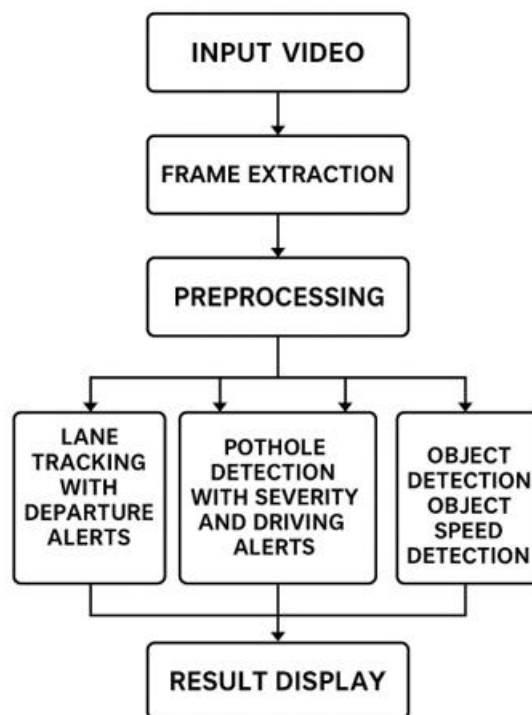 INPUT VIDEO
FRAME EXTRACTION
PREPROCESSING
LANE
TRACKING
WITH
DEPARTURE
ALERTS
POTHOLE
DETECTION
WITH SEVERITY
AND DRIVING
ALERTS
OBJECT
DETECTION
OBJECT
SPEED
DETECTION
RESULT DISPLAY